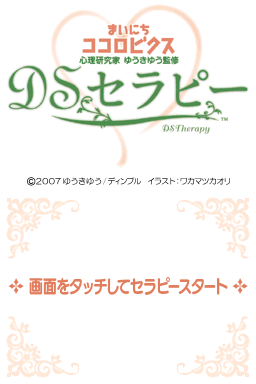 まいにち
ココロピクス
心理研究家 ゆうきゆう監修
DSセラピー
™
DSTherapy
©2007 ゆうきゆう/ディンプル イラスト:ワカマツカオリ
画面をタッチしてセラピースタート